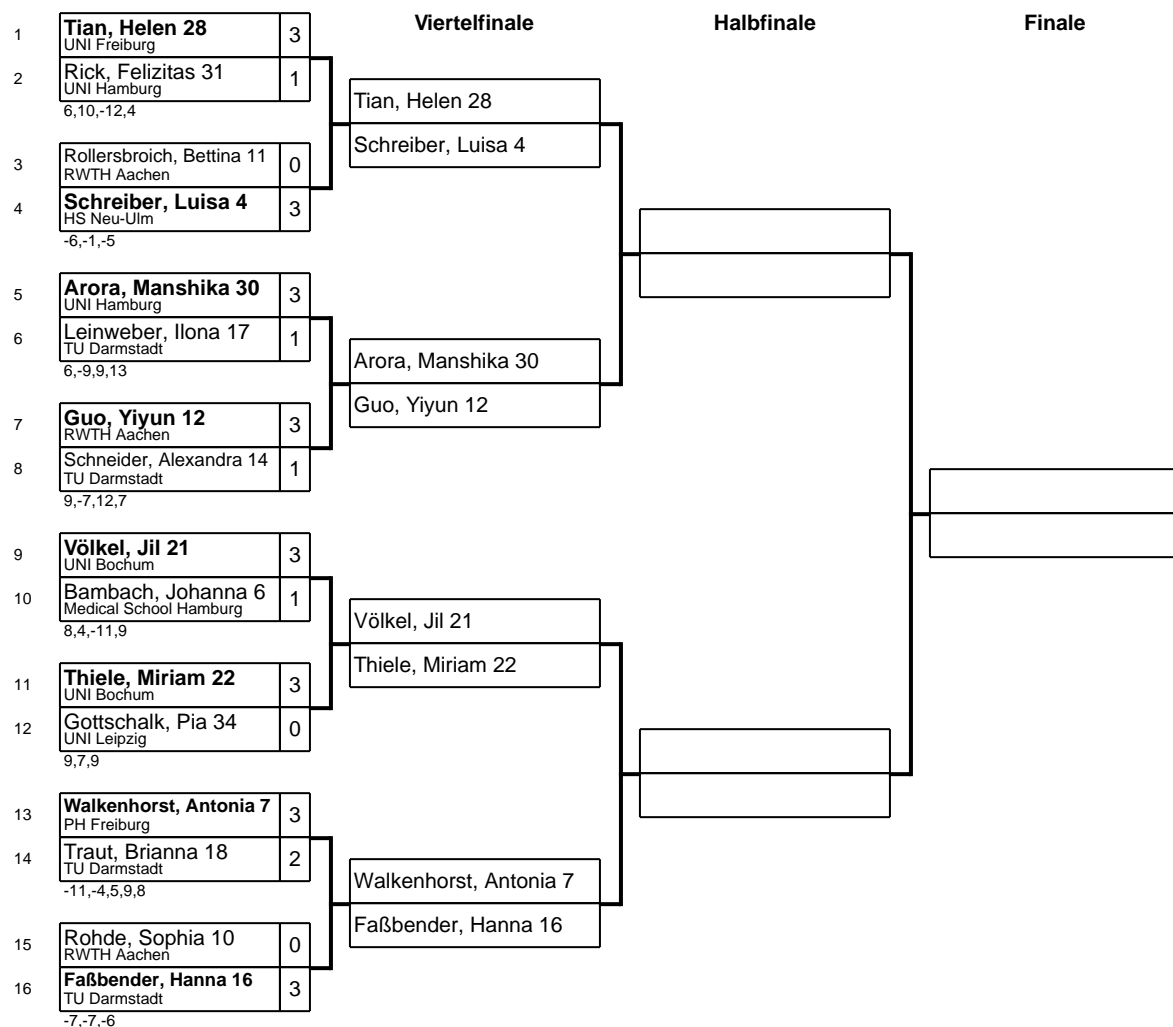 Viertelfinale
Halbfinale
Finale
1
Tian, Helen 28
UNI Freiburg
3
2
Rick, Felizitas 31
UNI Hamburg
1
6,10,-12,4
3
Rollersbroich, Bettina 11
RWTH Aachen
0
4
Schreiber, Luisa 4
HS Neu-Ulm
3
-6,-1,-5
5
Arora, Manshika 30
UNI Hamburg
3
6
Leinweber, Ilona 17
TU Darmstadt
1
6,-9,9,13
7
Guo, Yiyun 12
RWTH Aachen
3
8
Schneider, Alexandra 14
TU Darmstadt
1
9,-7,12,7
9
Völkel, Jil 21
UNI Bochum
3
10
Bambach, Johanna 6
Medical School Hamburg
1
8,4,-11,9
11
Thiele, Miriam 22
UNI Bochum
3
12
Gottschalk, Pia 34
UNI Leipzig
0
9,7,9
13
Walkenhorst, Antonia 7
PH Freiburg
3
14
Traut, Brianna 18
TU Darmstadt
2
-11,-4,5,9,8
15
Rohde, Sophia 10
RWTH Aachen
0
16
Faßbender, Hanna 16
TU Darmstadt
3
-7,-7,-6
Tian, Helen 28
Schreiber, Luisa 4
Arora, Manshika 30
Guo, Yiyun 12
Völkel, Jil 21
Thiele, Miriam 22
Walkenhorst, Antonia 7
Faßbender, Hanna 16